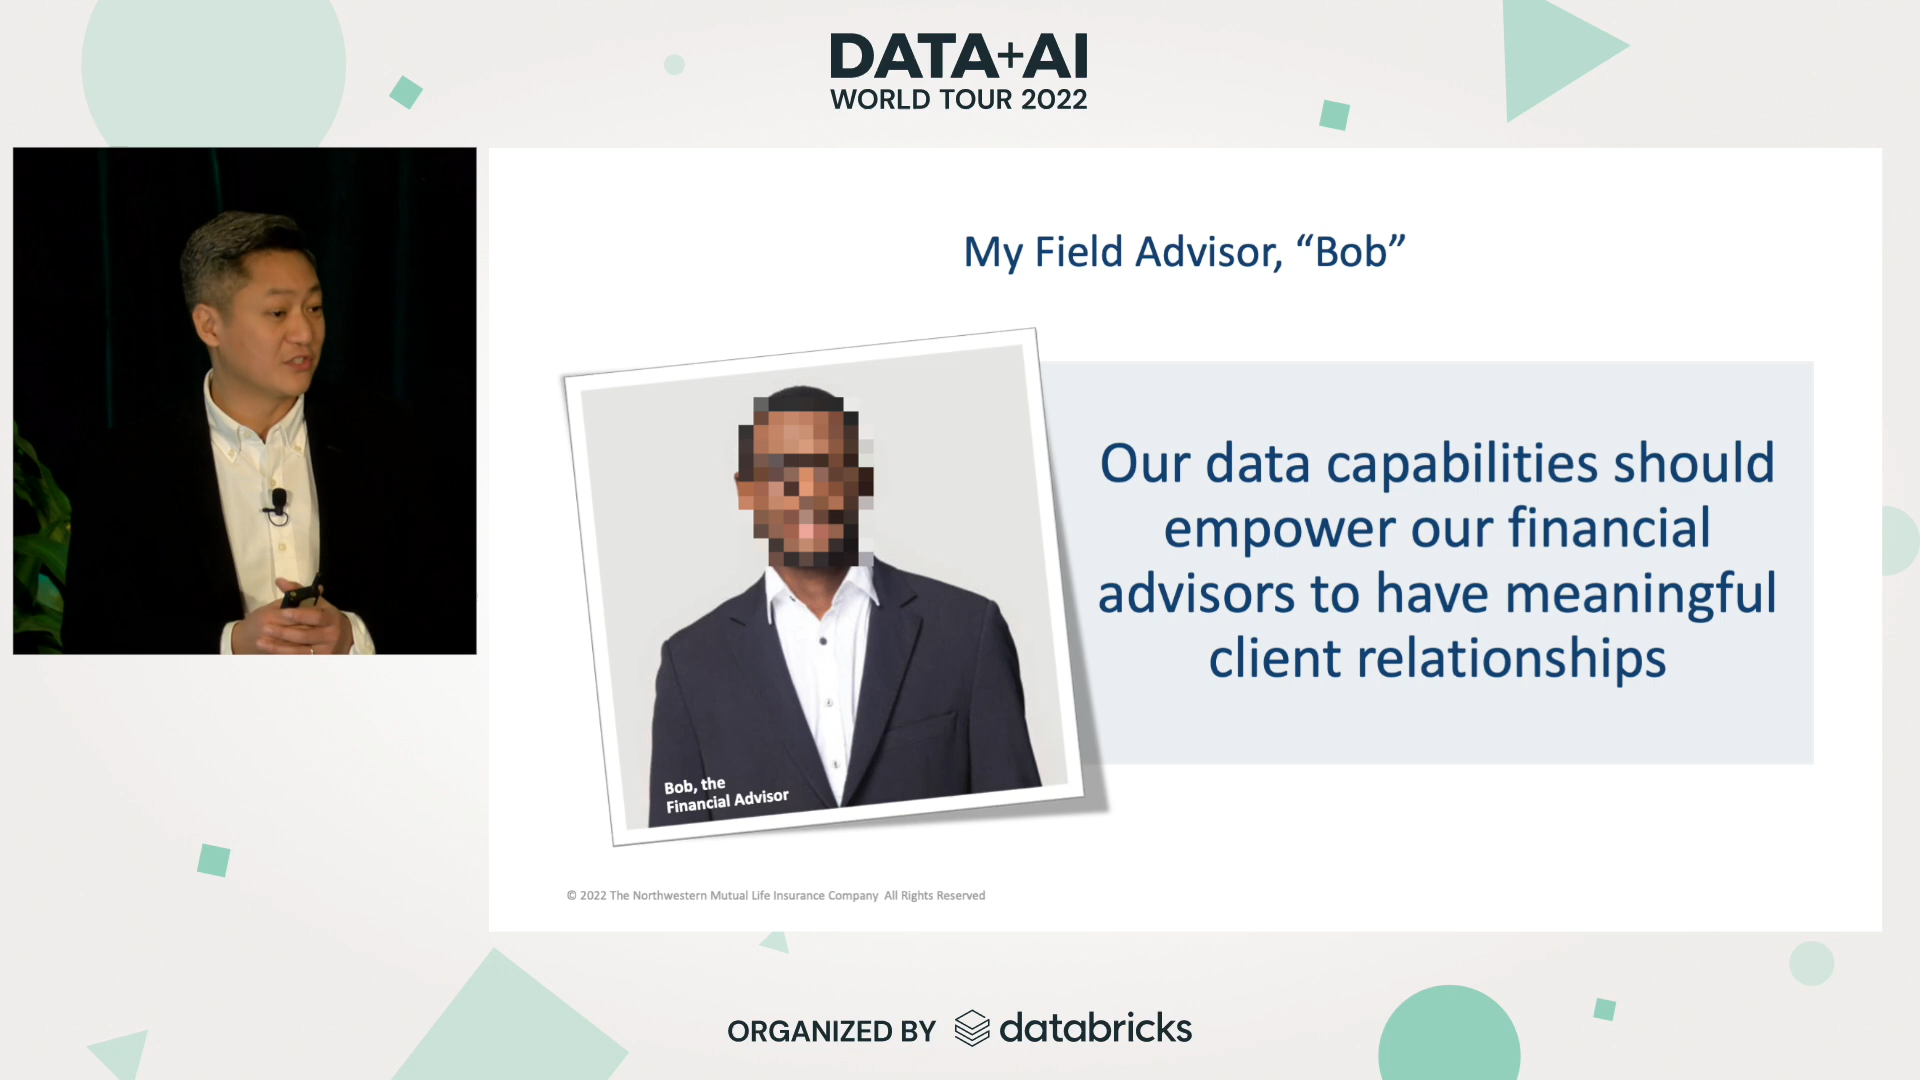 DATA+AI
WORLD TOUR 2022
My Field Advisor, “Bob”
Our data capabilities should
empower our financial
advisors to have meaningful
client relationships
Bob, the
Financial Advisor
© 2022 The Northwestern Mutual Life Insurance Company All Rights Reserved
ORGANIZED BY databricks